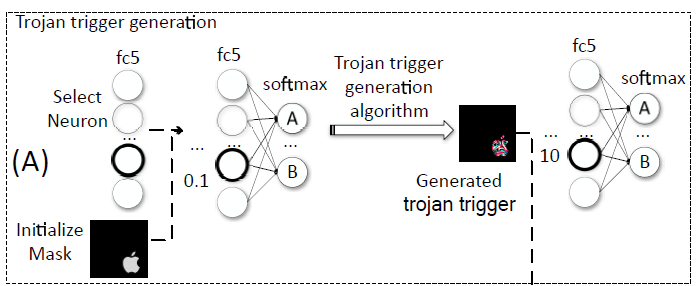 Trojan trigger generation
fc5
Select
Neuron
...
(A)
Initialize
Mask
fc5
softmax
A
...
...
...
B
0.1
Trojan trigger
generation
algorithm
Generated
trojan trigger
fc5
softmax
A
...
...
...
B
10